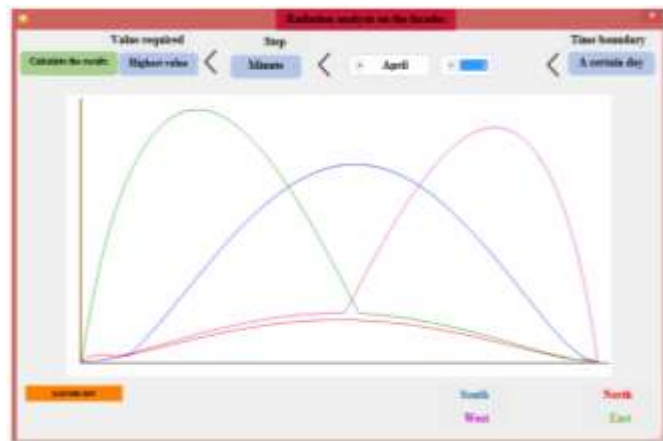 Radiation analysis on the facades
Value required Step Time boundary
Calculate the results Highest value Minute April A certain day
South North
West East